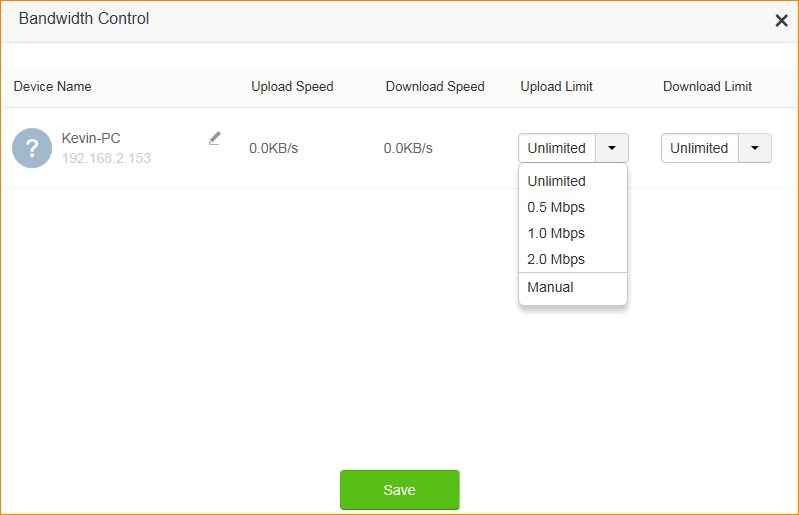 Bandwidth Control
Device Name Upload Speed Download Speed Upload Limit Download Limit
?
Kevin-PC
192.168.2.153
0.0KB/s 0.0KB/s Unlimited Unlimited
Unlimited
0.5 Mbps
1.0 Mbps
2.0 Mbps
Manual
Save